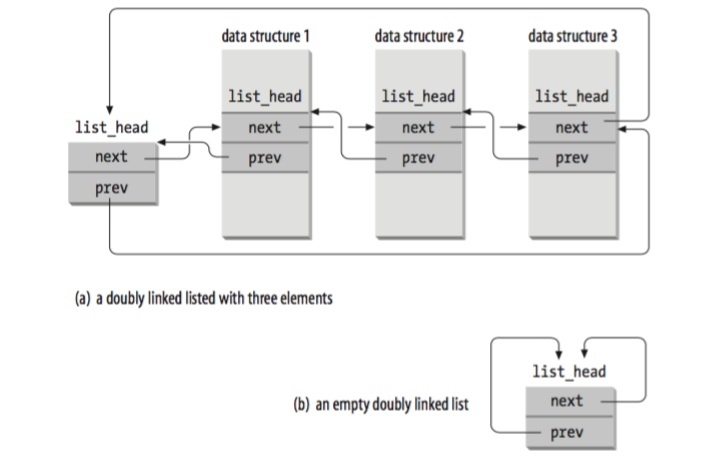 data structure 1
data structure 2
data structure 3
list_head
list_head
list_head
list_head
next
next
next
next
prev
prev
prev
prev
(a) a doubly linked listed with three elements
list_head
(b) an empty doubly linked list
next
prev